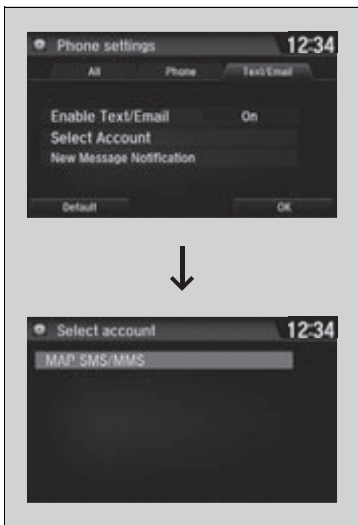 Phone settings 12:34
All Phone Text/Email
Enable Text/Email On
Select Account
New Message Notification
Default OK
Select account 12:34
MAP SMS/MMS